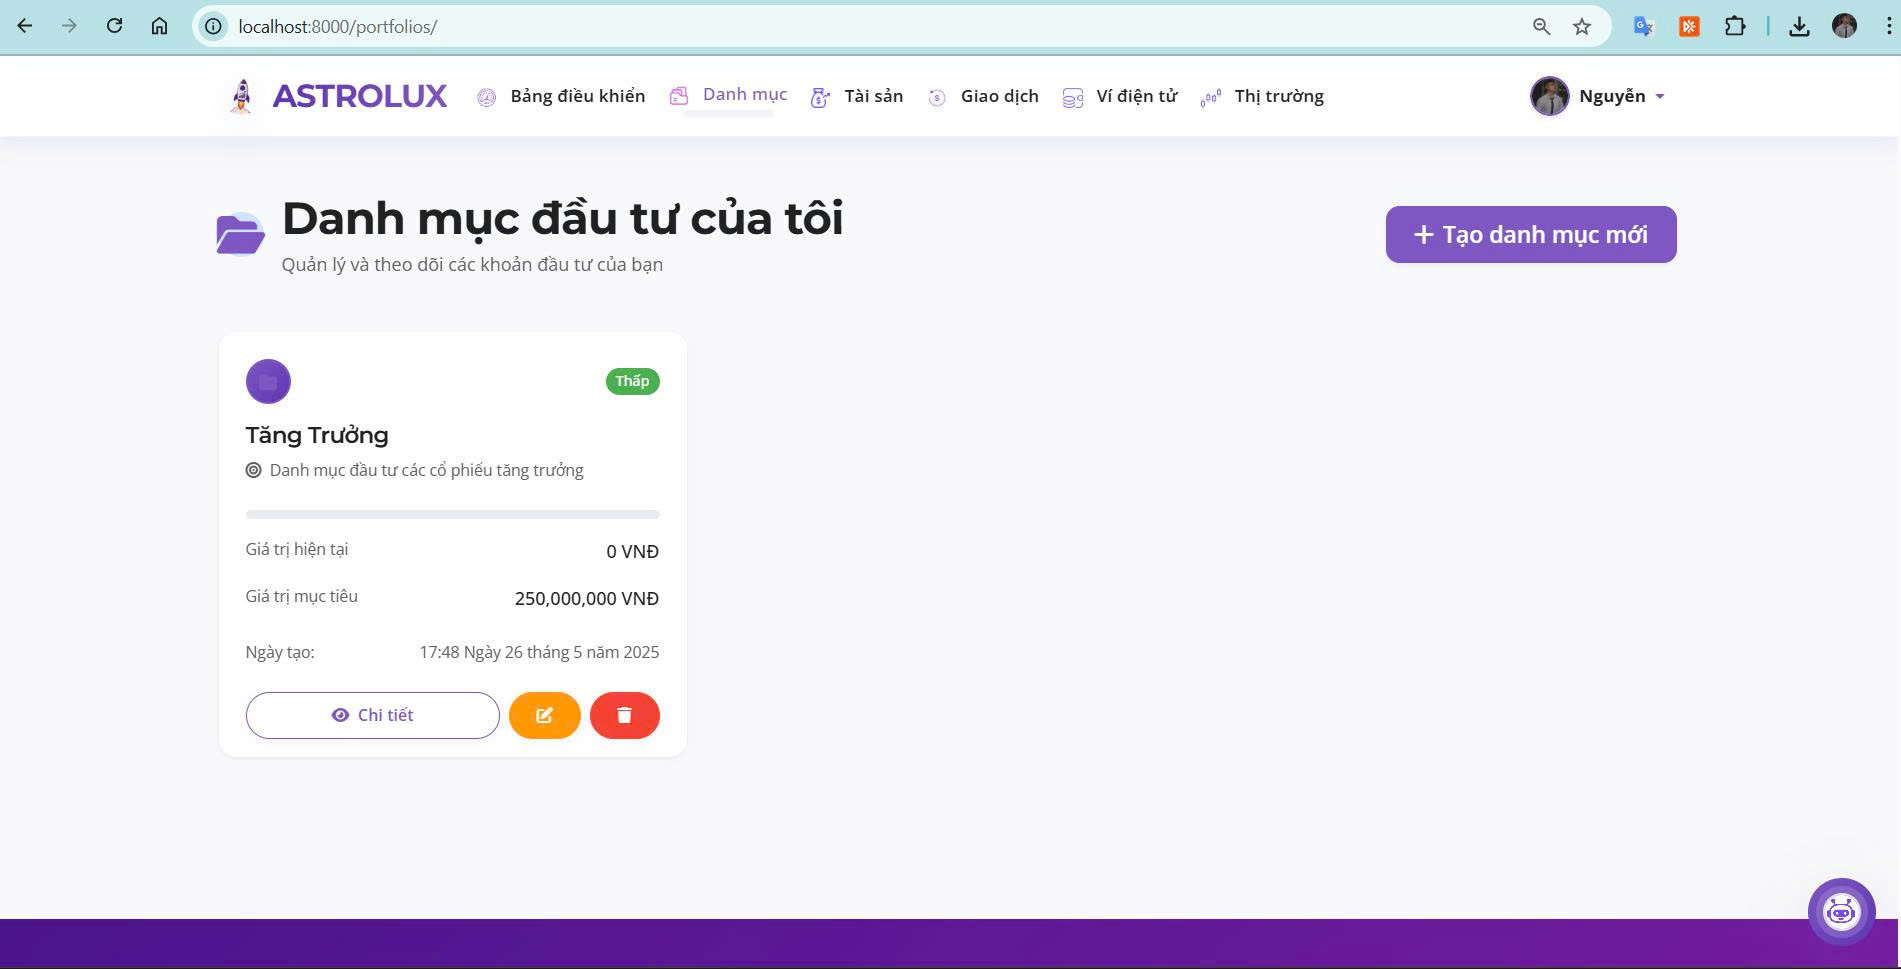 localhost:8000/portfolios/
ASTROLUX Bảng điều khiển Danh mục Tài sản Giao dịch Ví điện tử Thị trường Nguyễn
Danh mục đầu tư của tôi
Quản lý và theo dõi các khoản đầu tư của bạn
+ Tạo danh mục mới
Thấp
Tăng Trưởng
Danh mục đầu tư các cổ phiếu tăng trưởng
Giá trị hiện tại 0 VNĐ
Giá trị mục tiêu 250,000,000 VNĐ
Ngày tạo: 17:48 Ngày 26 tháng 5 năm 2025
Chi tiết